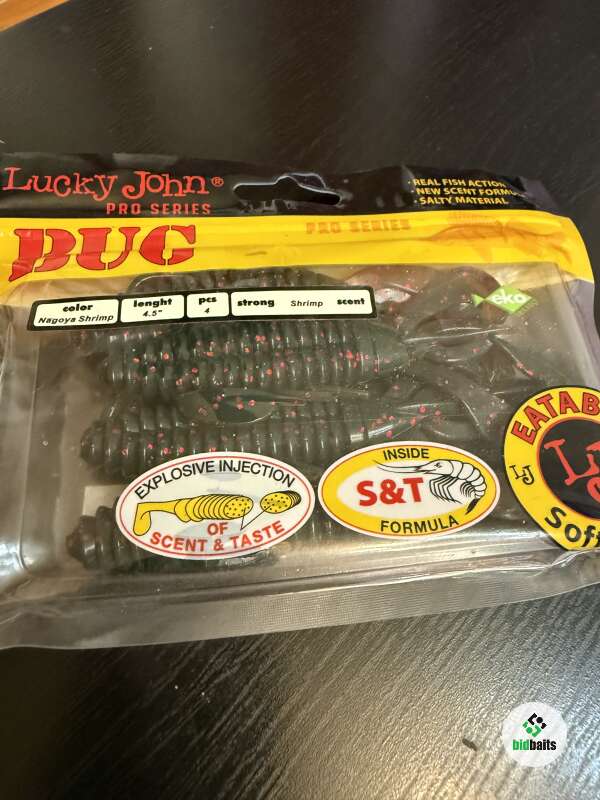 Lucky John®
PRO SERIES
BUG
· REAL FISH ACTION
· NEW SCENT FORMU
· SALTY MATERIAL
PRO SERIES
color
Nagoya Shrimp
lenght
4.5"
pcs
4
strong Shrimp scent
eko
EXPLOSIVE INJECTION
OF
SCENT & TASTE
INSIDE
S&T
FORMULA
EATAB
LJ
Soft
bidbaits